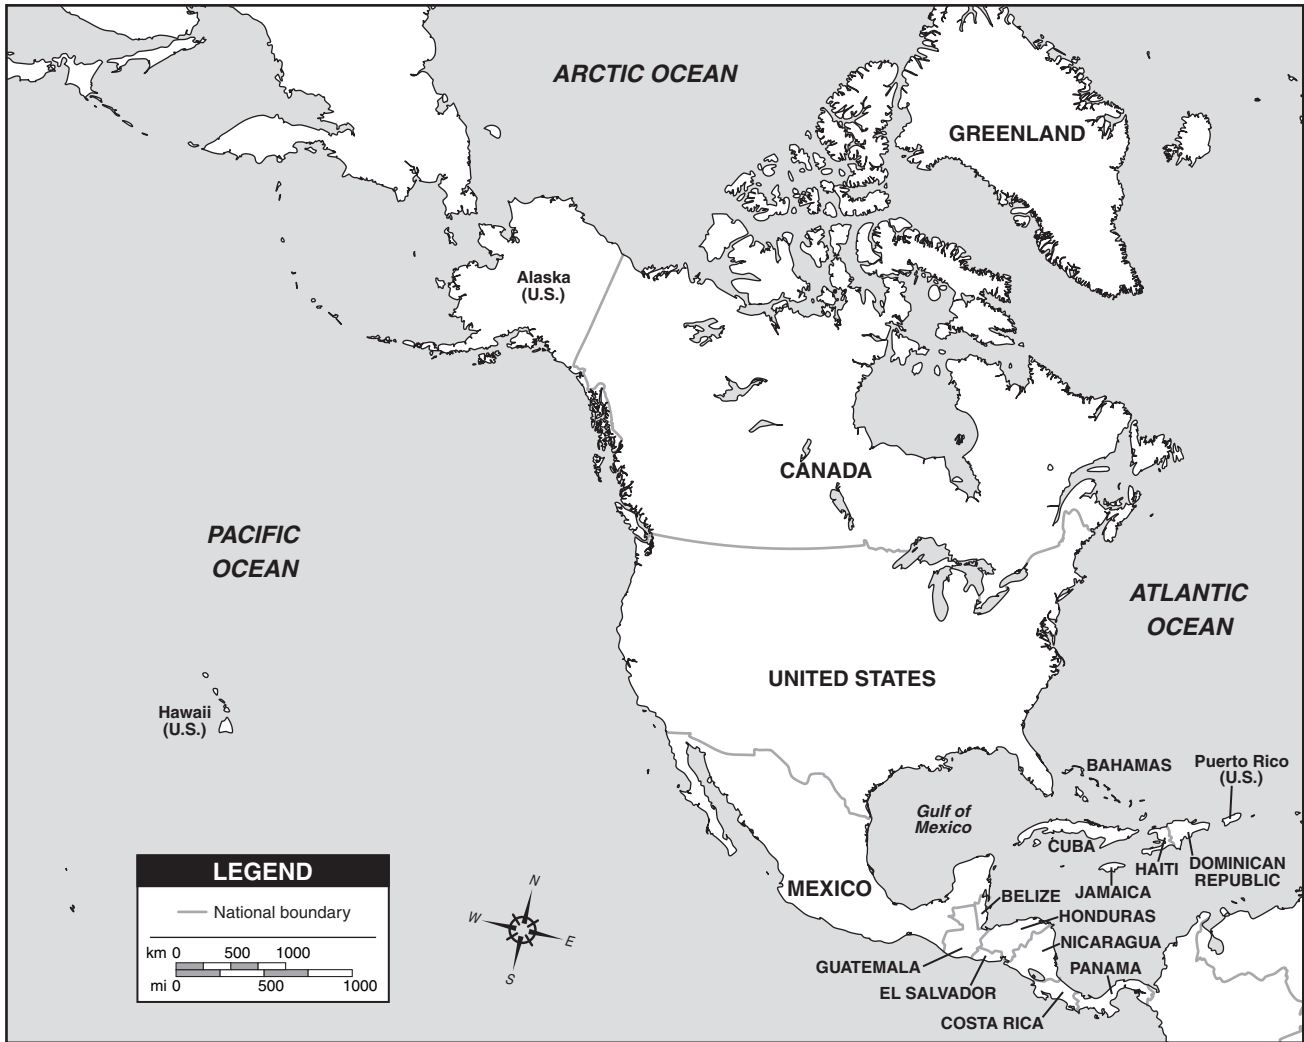 ARCTIC OCEAN
GREENLAND
Alaska
(U.S.)
CANADA
PACIFIC
OCEAN
ATLANTIC
OCEAN
UNITED STATES
Hawaii
(U.S.)
BAHAMAS
Puerto Rico
(U.S.)
Gulf of
Mexico
CUBA
HAITI
DOMINICAN
REPUBLIC
JAMAICA
MEXICO
BELIZE
HONDURAS
NICARAGUA
GUATEMALA
PANAMA
EL SALVADOR
COSTA RICA
LEGEND
National boundary
km 0 500 1000
mi 0 500 1000
N
W
E
S